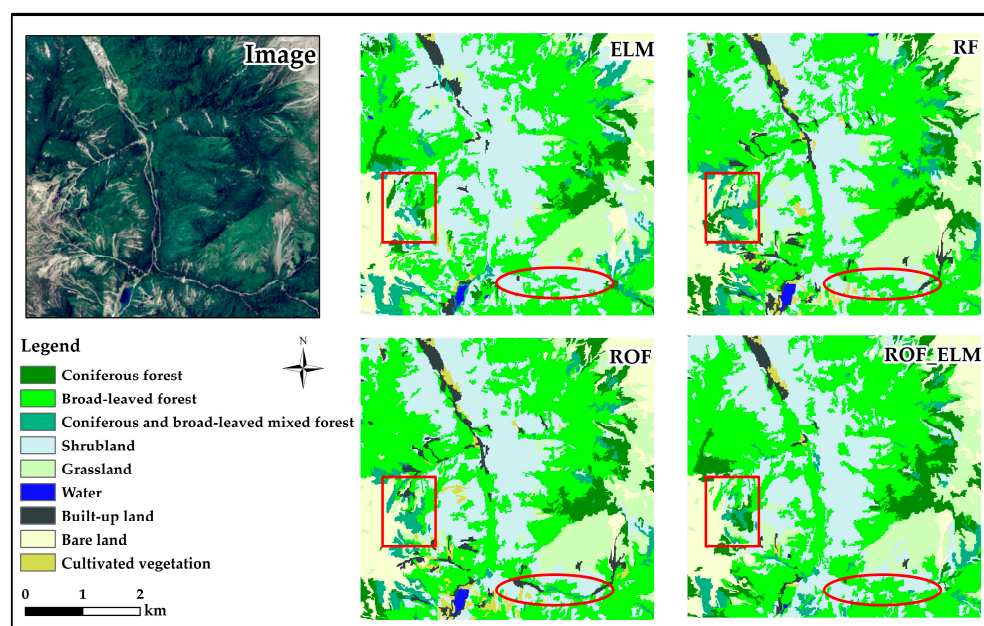 Image
ELM
RF
ROF
ROF_ELM
Legend
N
Coniferous forest
Broad-leaved forest
Coniferous and broad-leaved mixed forest
Shrubland
Grassland
Water
Built-up land
Bare land
Cultivated vegetation
0 1 2
km